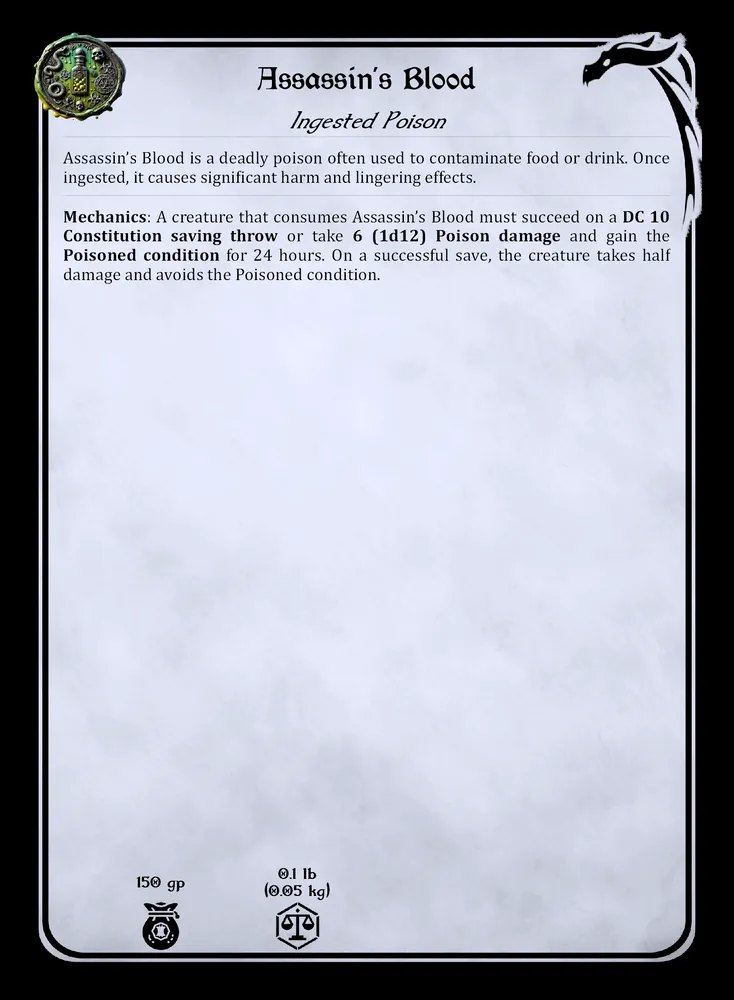 Assassin's Blood
Ingested Poison
Assassin’s Blood is a deadly poison often used to contaminate food or drink. Once
ingested, it causes significant harm and lingering effects.
Mechanics: A creature that consumes Assassin’s Blood must succeed on a DC 10
Constitution saving throw or take 6 (1d12) Poison damage and gain the
Poisoned condition for 24 hours. On a successful save, the creature takes half
damage and avoids the Poisoned condition.
150 gp
0.1 lb
(0.05 kg)